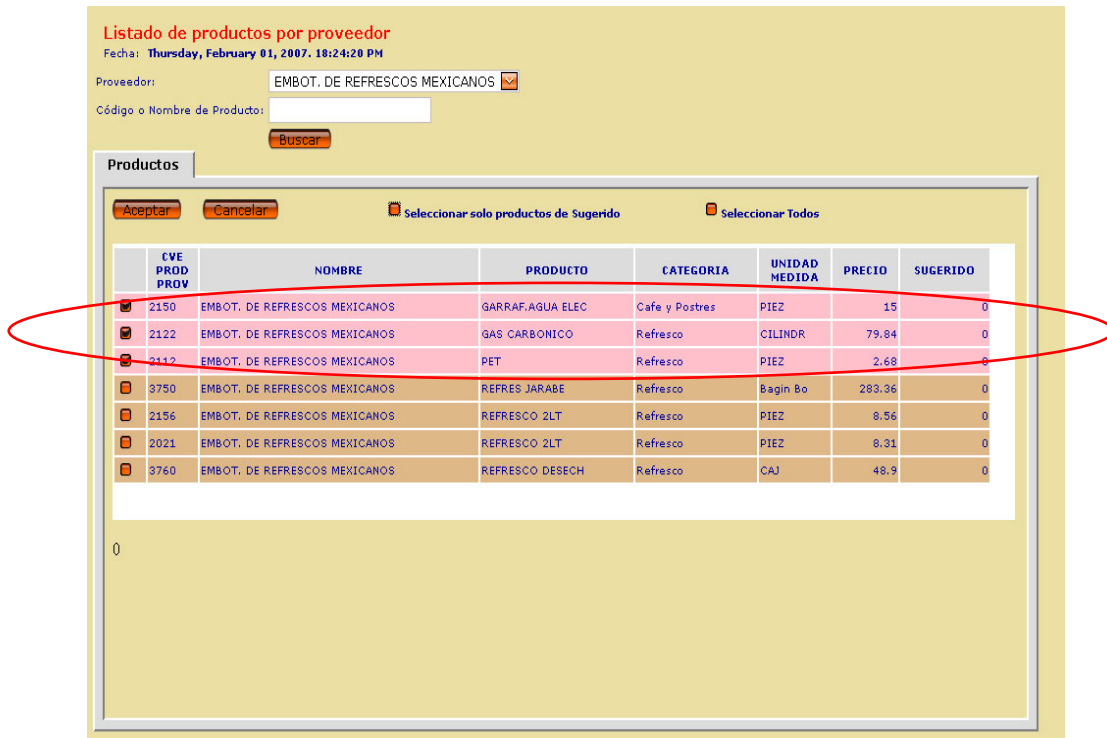 Listado de productos por proveedor
Fecha: Thursday, February 01, 2007. 18:24:20 PM
Proveedor: EMBOT. DE REFRESCOS MEXICANOS
Código o Nombre de Producto:
Buscar
Productos
Aceptar Cancelar Seleccionar solo productos de Sugerido Seleccionar Todos
CVE PROD PROV NOMBRE PRODUCTO CATEGORIA UNIDAD MEDIDA PRECIO SUGERIDO
2150 EMBOT. DE REFRESCOS MEXICANOS GARRAF.AGUA ELEC Cafe y Postres PIEZ 15 0
2122 EMBOT. DE REFRESCOS MEXICANOS GAS CARBONICO Refresco CILINDR 79.84 0
2112 EMBOT. DE REFRESCOS MEXICANOS PET Refresco PIEZ 2.68 0
3750 EMBOT. DE REFRESCOS MEXICANOS REFRES JARABE Refresco Bagin Bo 283.36 0
2156 EMBOT. DE REFRESCOS MEXICANOS REFRESCO 2LT Refresco PIEZ 8.56 0
2021 EMBOT. DE REFRESCOS MEXICANOS REFRESCO 2LT Refresco PIEZ 8.31 0
3760 EMBOT. DE REFRESCOS MEXICANOS REFRESCO DESECH Refresco CAJ 48.9 0
0